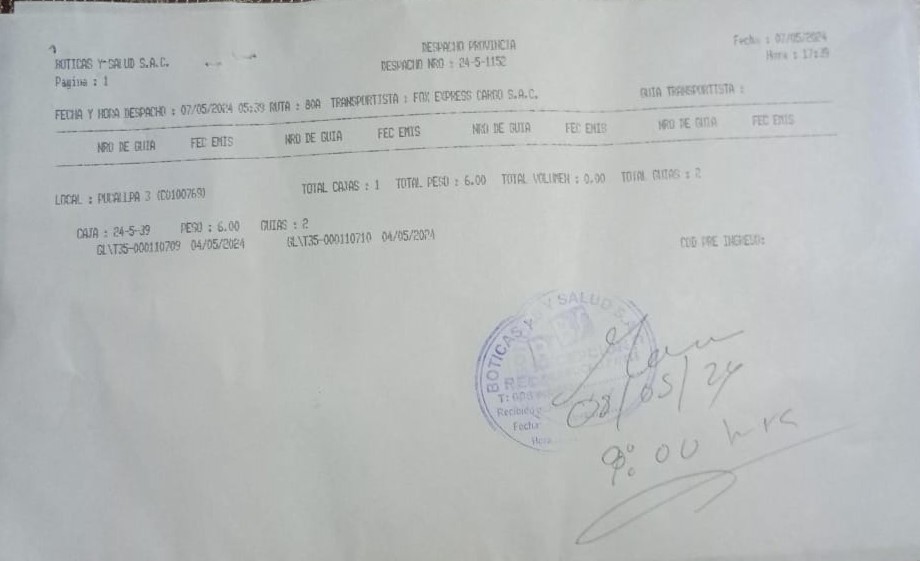 BOTICAS Y SALUD S.A.C.
Pagina : 1
DESPACHO PROVINCIA
DESPACHO NRO : 24-5-1152
Fecha : 07/05/2024
Hora : 17:39
FECHA Y HORA DESPACHO : 07/05/2024 05:39 RUTA : 80A TRANSPORTISTA : FOX EXPRESS CARGO S.A.C. GUIA TRANSPORTISTA :
NRO DE GUIA FEC EMIS NRO DE GUIA FEC EMIS NRO DE GUIA FEC EMIS NRO DE GUIA FEC EMIS
LOCAL : PUCALLPA 3 (C0100769) TOTAL CAJAS : 1 TOTAL PESO : 6.00 TOTAL VOLUMEN : 0.00 TOTAL GUIAS : 2
CAJA : 24-5-39 PESO : 6.00 GUIAS : 2
GL\T35-000110709 04/05/2024 GL\T35-000110710 04/05/2024
COD PRE INGRESO:
BOTICAS Y SALUD S.A.
Fecha:
Hora
08/05/24
9:00 hrs